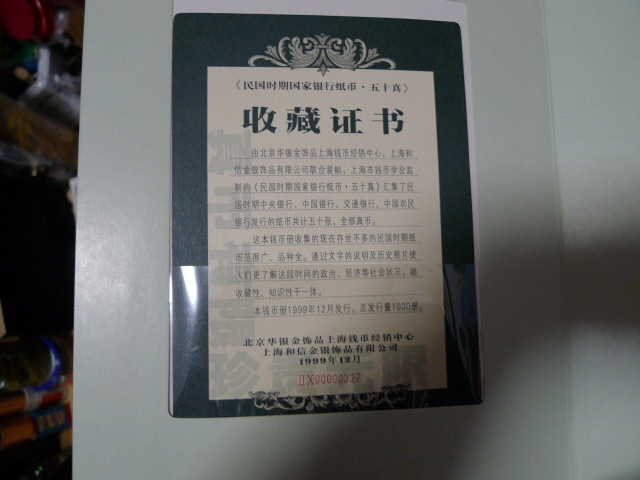 《民国时期国家银行纸币·五十真》
收藏证书
由北京华银金饰品上海钱币经销中心，上海和
信金银饰品有限公司联合装帧，上海市钱币学会监
制的《民国时期国家银行纸币·五十真》汇集了民
国时期中央银行、中国银行、交通银行、中国农民
银行发行的纸币共计五十张，全部真币。
这本钱币册收集的现在存世不多的民国时期纸
币范围广、品种全。通过文字的说明及历史照片使
人们更了解这段时间的政治、经济等社会状况。融
收藏性、知识性于一体。
本钱币册1999年12月发行，总发行量1000册。
北京华银金饰品上海钱币经销中心
上海和信金银饰品有限公司
1999年12月
ⅡX00000337